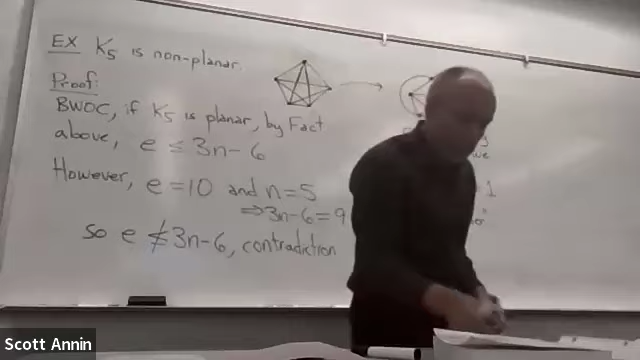 EX K5 is non-planar.
Proof:
BWOC, if K5 is planar, by Fact
above, e ≤ 3n-6
However, e=10 and n=5
⇒3n-6=9
so e ≰ 3n-6, contradiction
Scott Annin